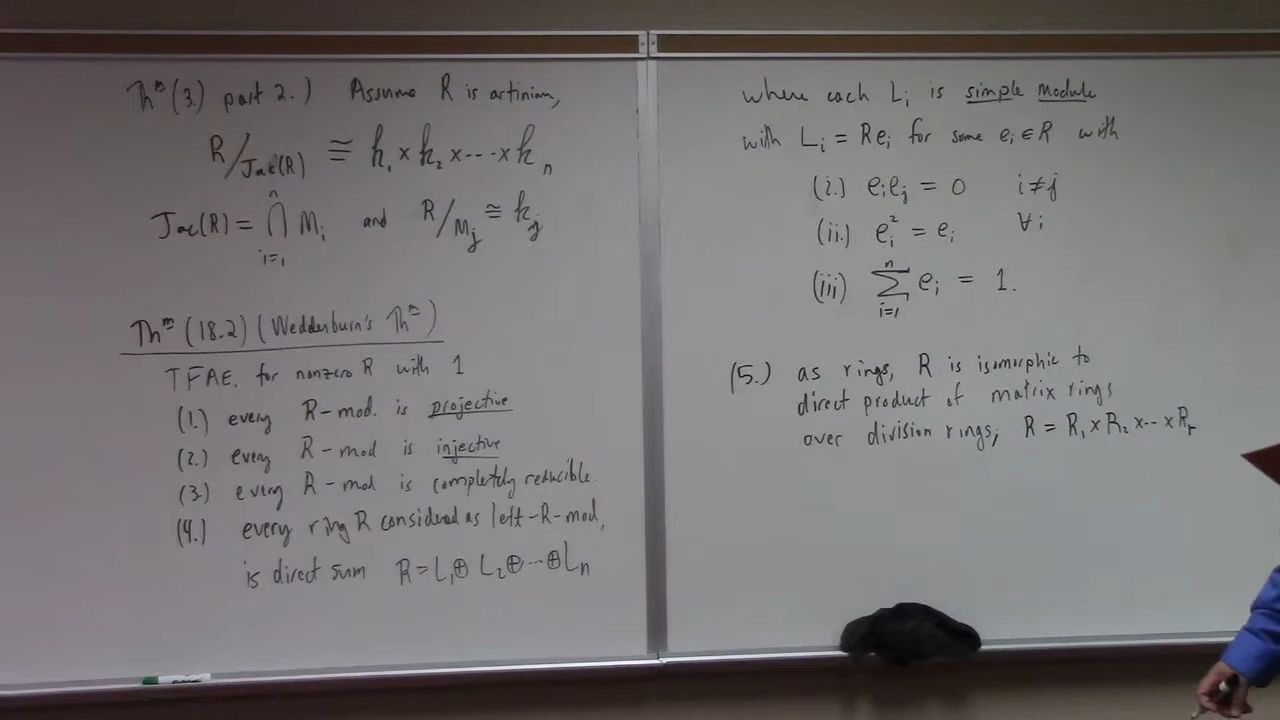 Thᵐ (3.) part 2.) Assume R is artinian,
R/Jac(R) ≅ k₁ × k₂ × ··· × kₙ
Jac(R) = ⋂ᵢ₌₁ⁿ Mᵢ and R/Mⱼ ≅ kⱼ
Thᵐ (18.2) (Wedderburn's Thᵐ)
TFAE. for nonzero R with 1
(1.) every R-mod. is projective
(2.) every R-mod is injective
(3.) every R-mod is completely reducible.
(4.) every ring R considered as left-R-mod,
is direct sum R = L₁ ⊕ L₂ ⊕ ··· ⊕ Lₙ
where each Lᵢ is simple module
with Lᵢ = Reᵢ for some eᵢ ∈ R with
(i.) eᵢeⱼ = 0 i ≠ j
(ii.) eᵢ² = eᵢ ∀ i
(iii) ∑ᵢ₌₁ⁿ eᵢ = 1.
(5.) as rings, R is isomorphic to
direct product of matrix rings
over division rings; R = R₁ × R₂ × ··· × Rᵣ